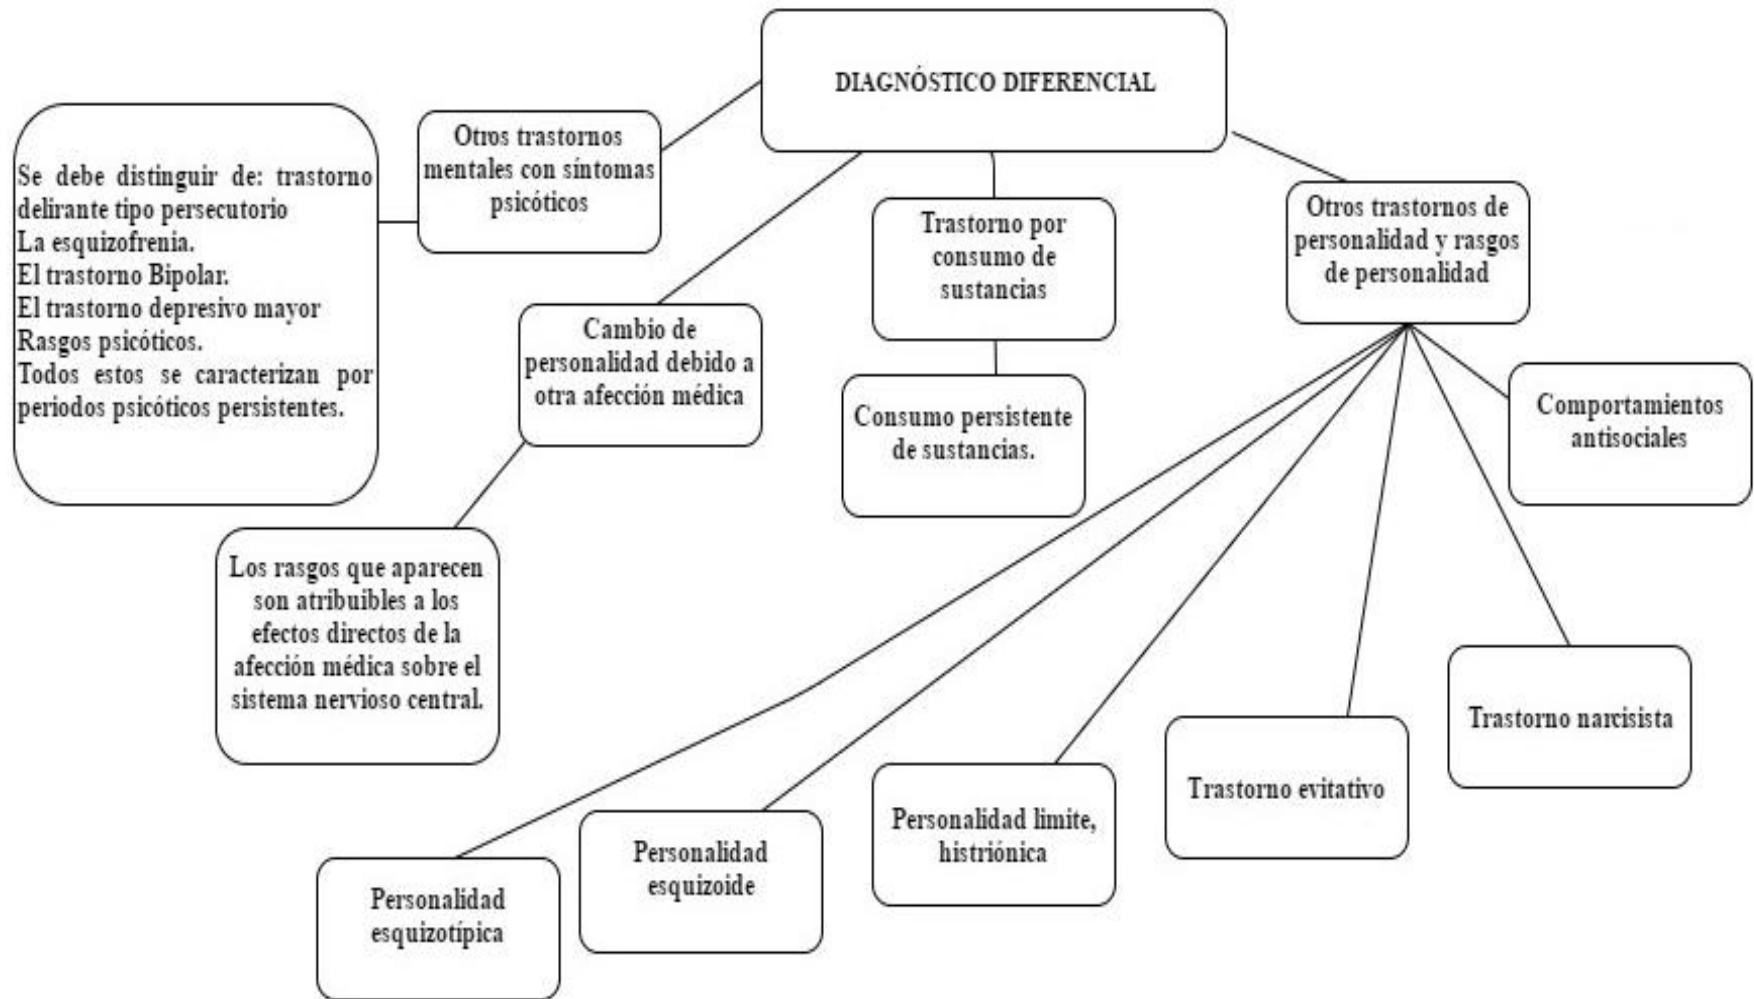 DIAGNÓSTICO DIFERENCIAL
Otros trastornos
mentales con síntomas
psicóticos
Se debe distinguir de: trastorno
delirante tipo persecutorio
La esquizofrenia.
El trastorno Bipolar.
El trastorno depresivo mayor
Rasgos psicóticos.
Todos estos se caracterizan por
periodos psicóticos persistentes.
Cambio de
personalidad debido a
otra afección médica
Los rasgos que aparecen
son atribuibles a los
efectos directos de la
afección médica sobre el
sistema nervioso central.
Trastorno por
consumo de
sustancias
Consumo persistente
de sustancias.
Otros trastornos de
personalidad y rasgos
de personalidad
Personalidad
esquizotípica
Personalidad
esquizoide
Personalidad limite,
histriónica
Trastorno evitativo
Trastorno narcisista
Comportamientos
antisociales